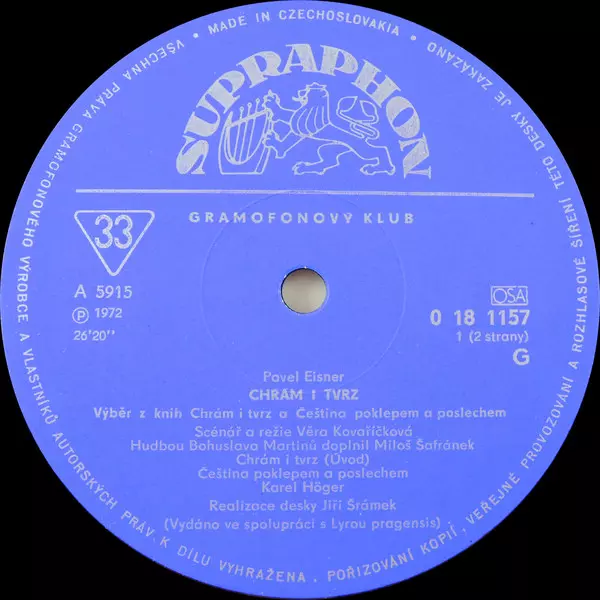 MADE IN CZECHOSLOVAKIA • VŠECHNA PRÁVA GRAMOFONOVÉHO VÝROBCE A VLASTNÍKŮ AUTORSKÝCH PRÁV K DÍLU VYHRAŽENA. POŘIZOVÁNÍ KOPIÍ, VEŘEJNÉ PROVOZOVÁNÍ A ROZHLASOVÉ ŠÍŘENÍ TÉTO DESKY JE ZAKÁZÁNO
SUPRAPHON
GRAMOFONOVÝ KLUB
33
A 5915
Ⓟ 1972
26'20''
OSA
0 18 1157
1 (2 strany)
G
Pavel Eisner
CHRÁM I TVRZ
Výběr z knih Chrám i tvrz a Čeština poklepem a poslechem
Scénář a režie Věra Kovaříčková
Hudbou Bohuslava Martinů doplnil Miloš Šafránek
Chrám i tvrz (Úvod)
Čeština poklepem a poslechem
Karel Höger
Realizace desky Jiří Šrámek
(Vydáno ve spolupráci s Lyrou pragensis)